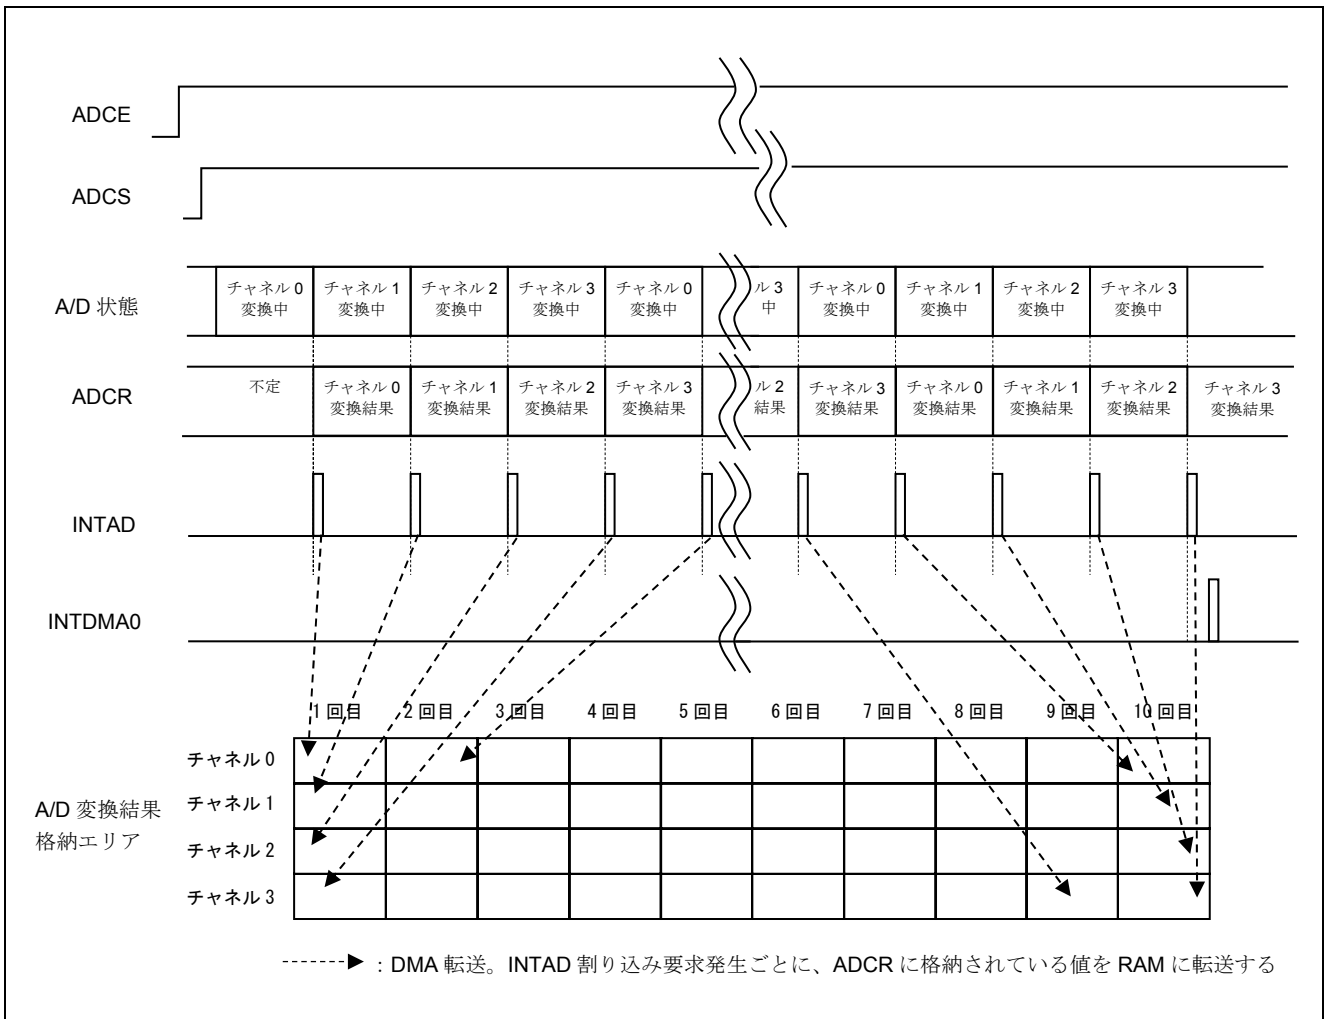 ADCE
ADCS
A/D 状態
チャネル 0 変換中
チャネル 1 変換中
チャネル 2 変換中
チャネル 3 変換中
チャネル 0 変換中
ル 3 中
チャネル 0 変換中
チャネル 1 変換中
チャネル 2 変換中
チャネル 3 変換中
ADCR
不定
チャネル 0 変換結果
チャネル 1 変換結果
チャネル 2 変換結果
チャネル 3 変換結果
ル 2 結果
チャネル 3 変換結果
チャネル 0 変換結果
チャネル 1 変換結果
チャネル 2 変換結果
チャネル 3 変換結果
INTAD
INTDMA0
1 回目 2 回目 3 回目 4 回目 5 回目 6 回目 7 回目 8 回目 9 回目 10 回目
A/D 変換結果
格納エリア
チャネル 0
チャネル 1
チャネル 2
チャネル 3
：DMA 転送。INTAD 割り込み要求発生ごとに、ADCR に格納されている値を RAM に転送する